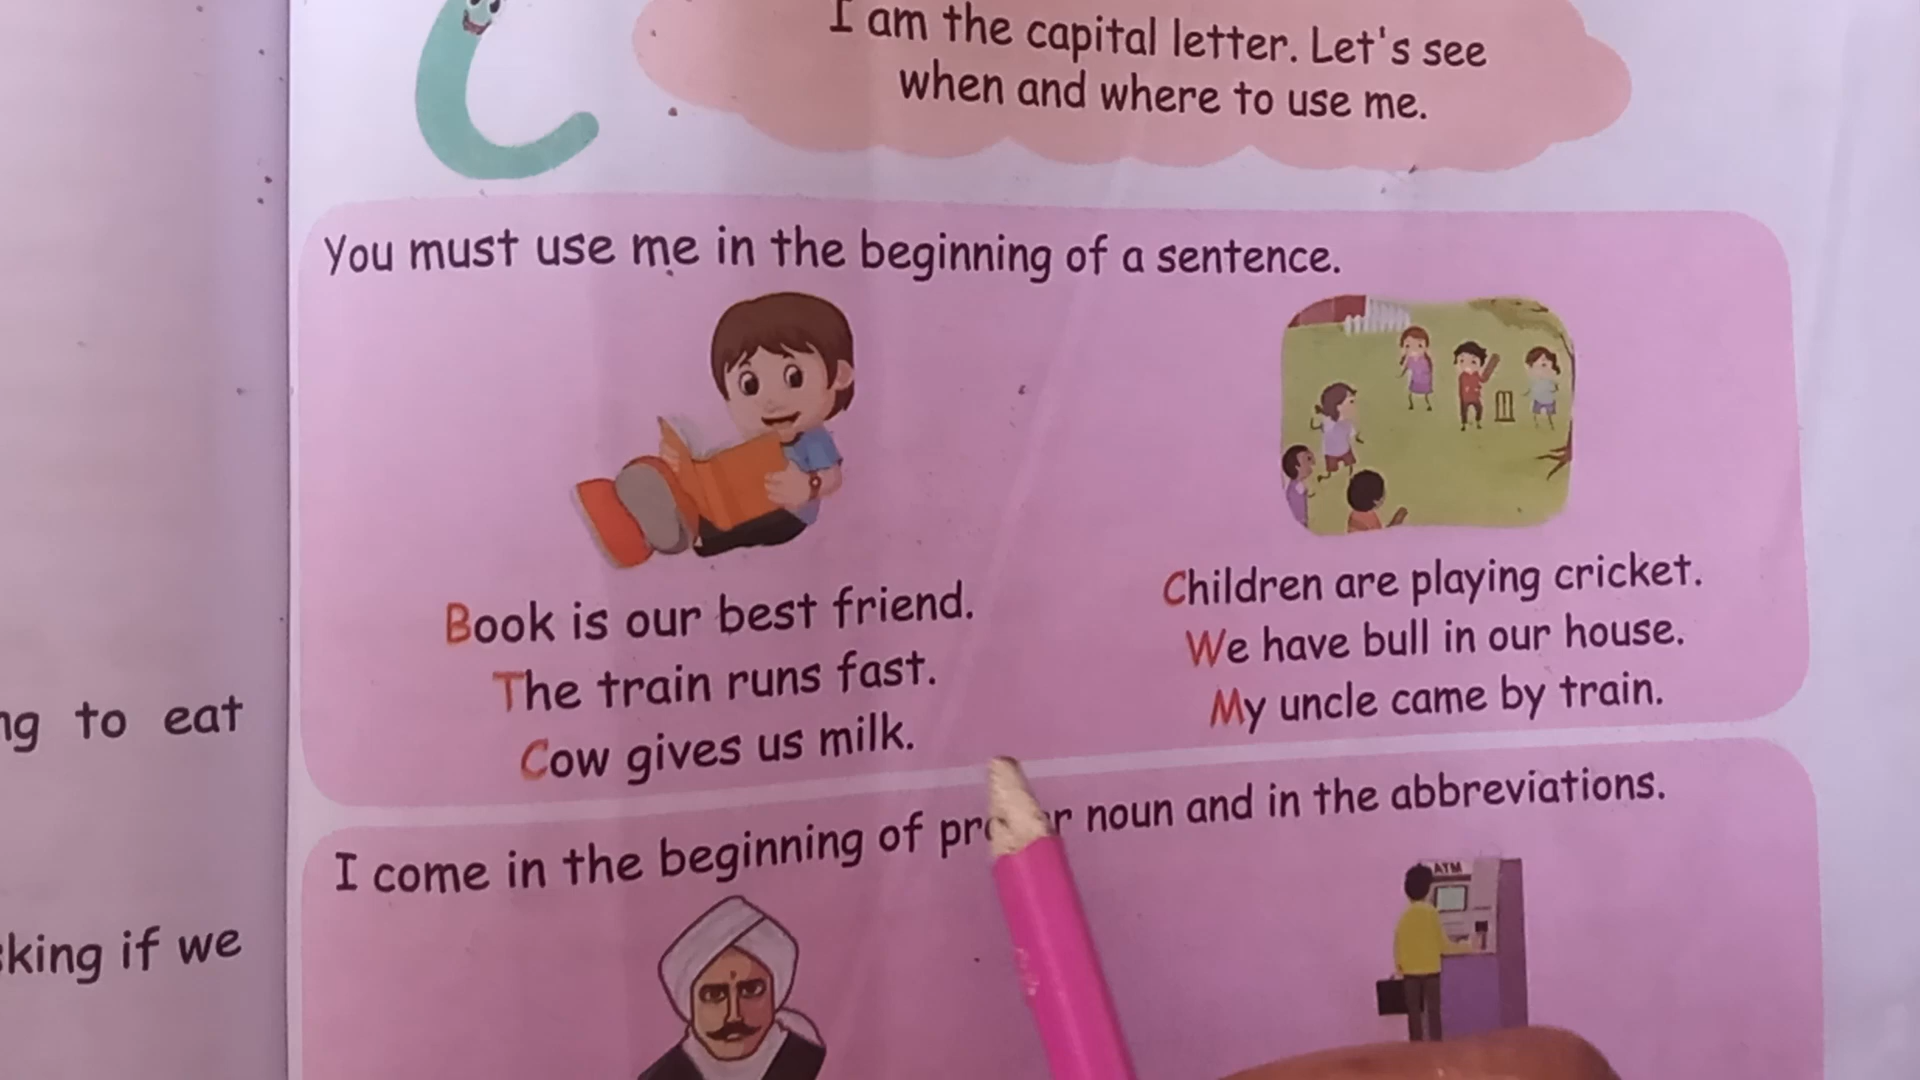 I am the capital letter. Let's see
when and where to use me.
You must use me in the beginning of a sentence.
Book is our best friend.
The train runs fast.
Cow gives us milk.
Children are playing cricket.
We have bull in our house.
My uncle came by train.
I come in the beginning of noun and in the abbreviations.
ATM
to eat
if we